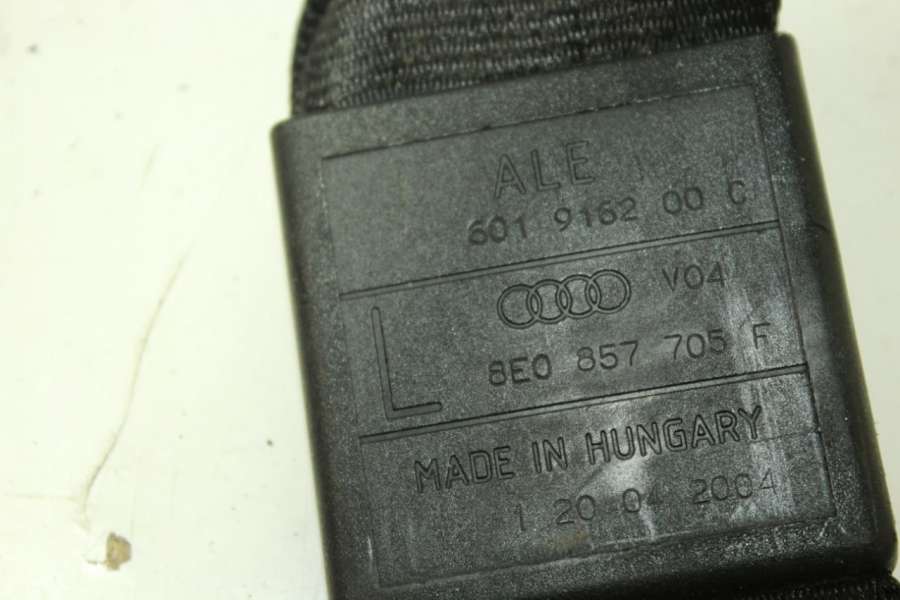 ALE
601 9162 00 C
V04
L 8E0 857 705 F
MADE IN HUNGARY
1 20 04 2004